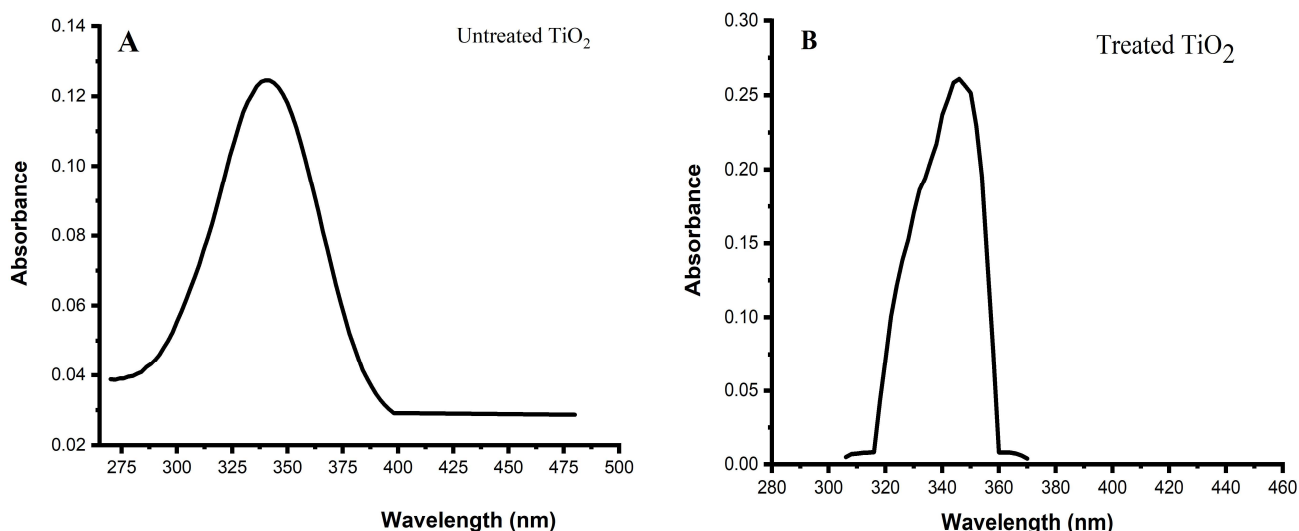 A
Untreated TiO2
0.14
0.12
0.10
0.08
0.06
0.04
0.02
Absorbance
275 300 325 350 375 400 425 450 475 500
Wavelength (nm)
B
Treated TiO2
0.30
0.25
0.20
0.15
0.10
0.05
0.00
Absorbance
280 300 320 340 360 380 400 420 440 460
Wavelength (nm)